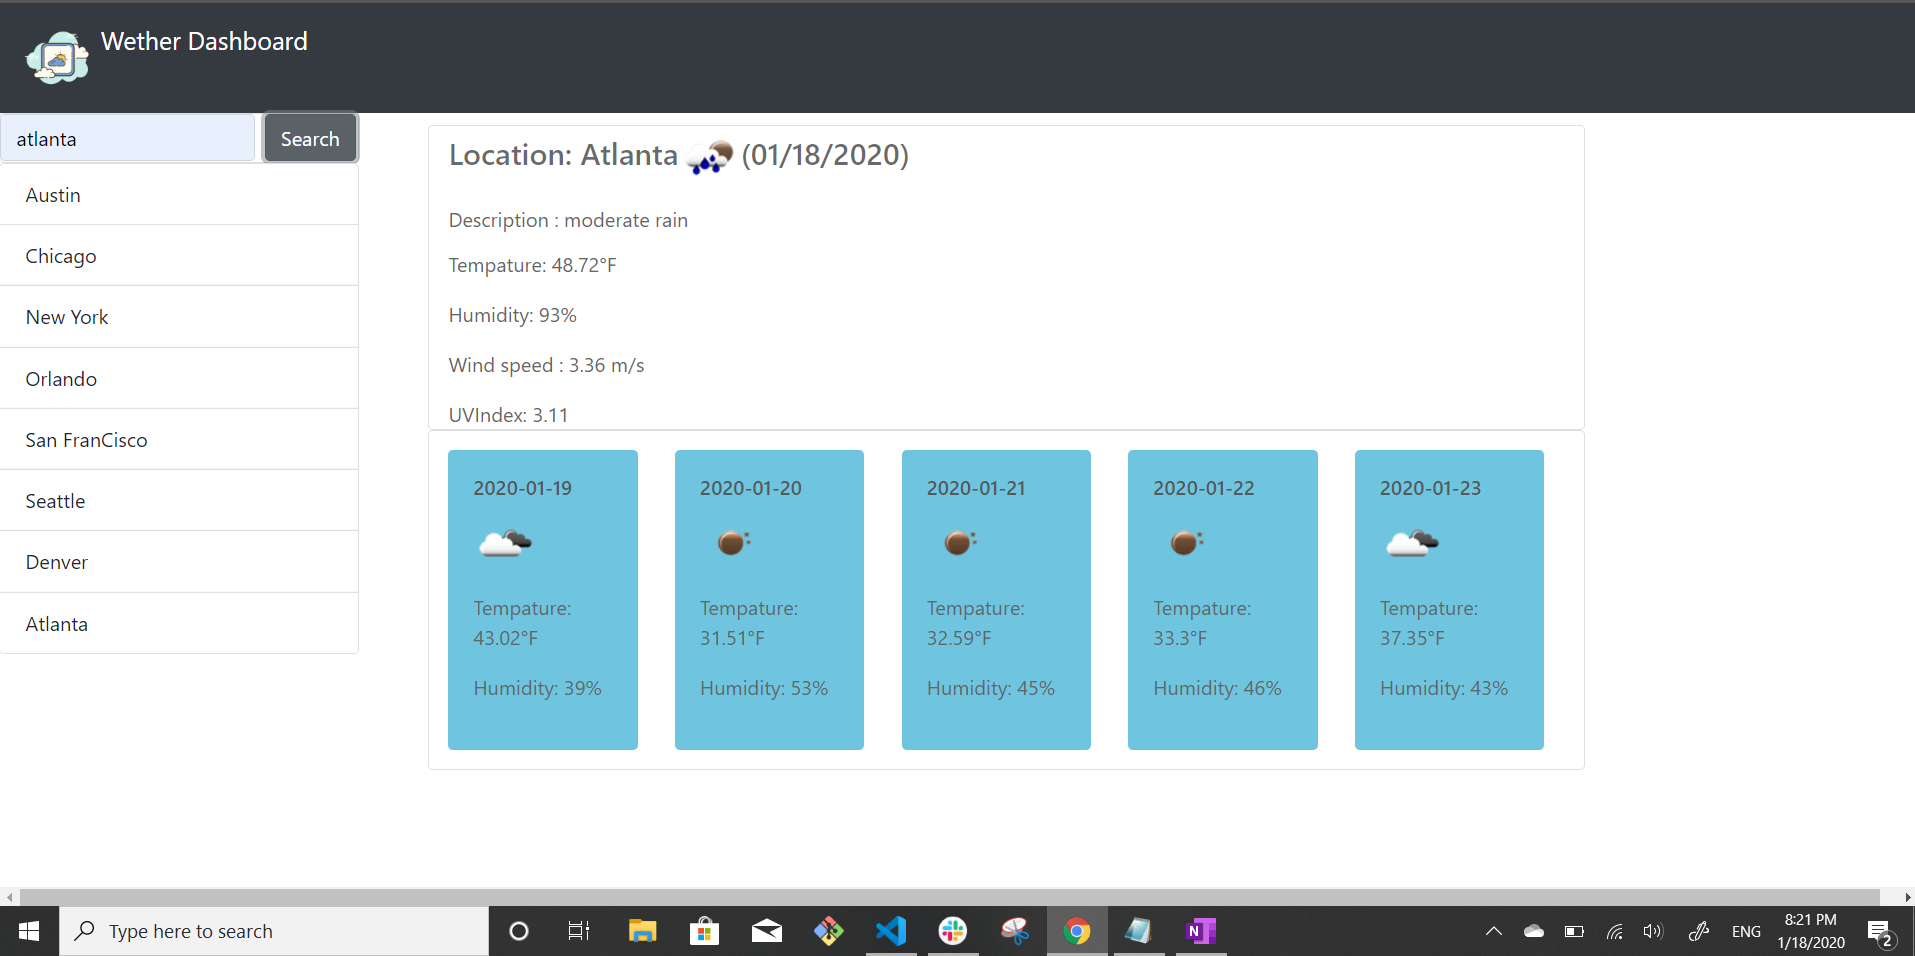 Wether Dashboard
atlanta
Search
Austin
Chicago
New York
Orlando
San FranCisco
Seattle
Denver
Atlanta
Location: Atlanta (01/18/2020)
Description : moderate rain
Tempature: 48.72°F
Humidity: 93%
Wind speed : 3.36 m/s
UVIndex: 3.11
2020-01-19
Tempature:
43.02°F
Humidity: 39%
2020-01-20
Tempature:
31.51°F
Humidity: 53%
2020-01-21
Tempature:
32.59°F
Humidity: 45%
2020-01-22
Tempature:
33.3°F
Humidity: 46%
2020-01-23
Tempature:
37.35°F
Humidity: 43%
Type here to search
N
ENG
8:21 PM
1/18/2020
2